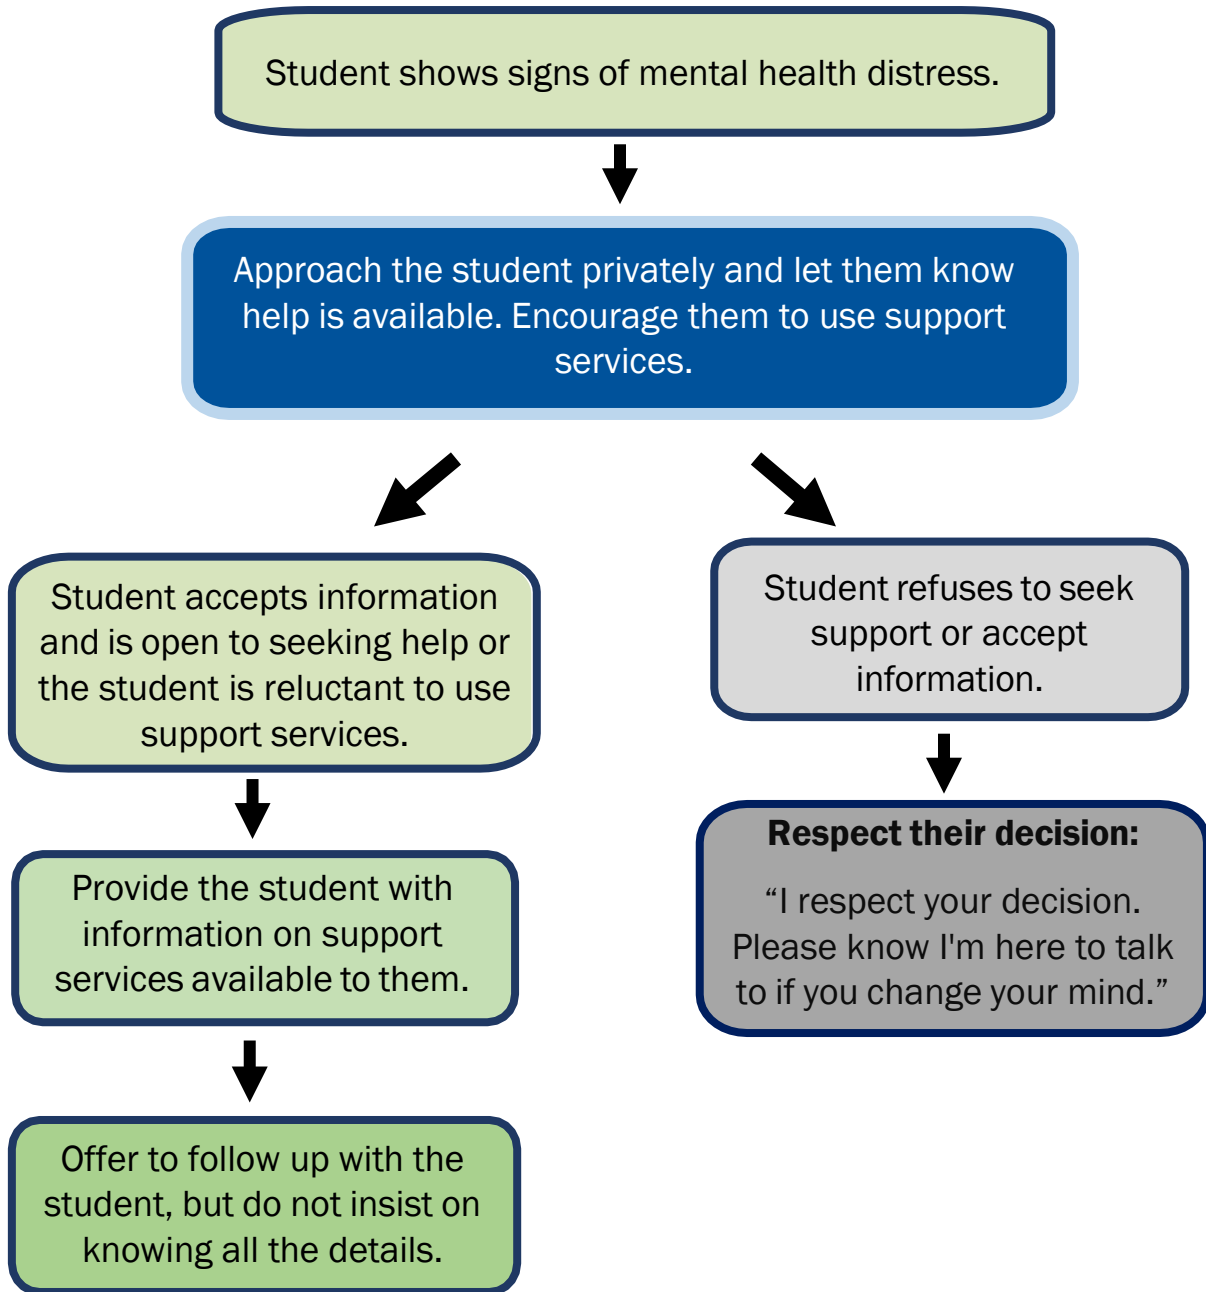 Student shows signs of mental health distress.
Approach the student privately and let them know
help is available. Encourage them to use support
services.
Student accepts information
and is open to seeking help or
the student is reluctant to use
support services.
Provide the student with
information on support
services available to them.
Offer to follow up with the
student, but do not insist on
knowing all the details.
Student refuses to seek
support or accept
information.
Respect their decision:
“I respect your decision.
Please know I'm here to talk
to if you change your mind.”